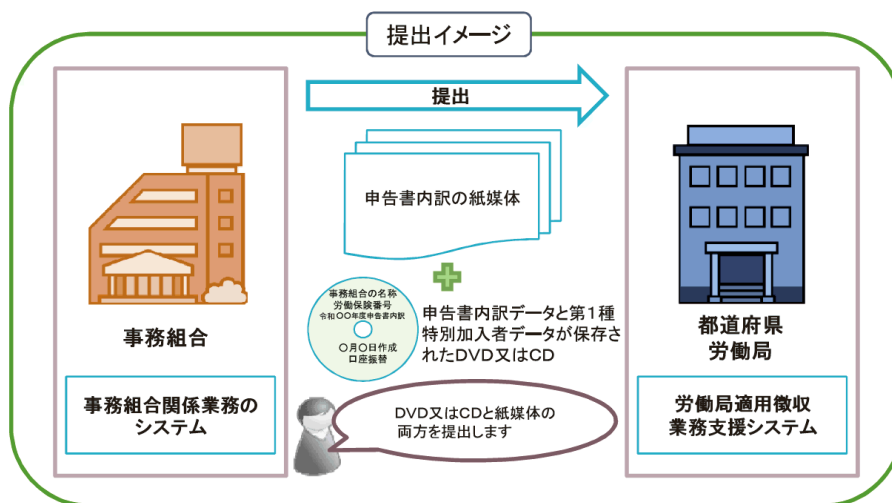 提出イメージ
提出
申告書内訳の紙媒体
事務組合の名称
労働保険番号
令和〇〇年度申告書内訳
〇月〇日作成
口座振替
申告書内訳データと第1種
特別加入者データが保存さ
れたDVD又はCD
事務組合
事務組合関係業務の
システム
DVD又はCDと紙媒体の
両方を提出します
都道府県
労働局
労働局適用徴収
業務支援システム